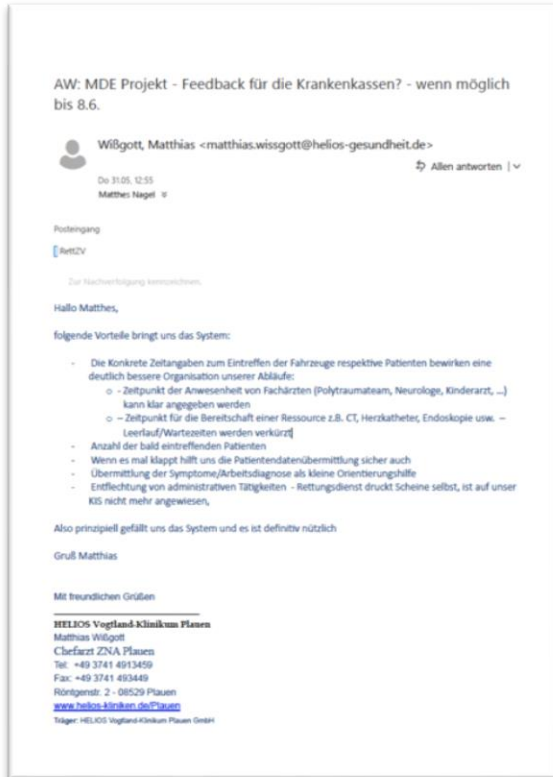 AW: MDE Projekt - Feedback für die Krankenkassen? - wenn möglich
bis 8.6.
Wißgott, Matthias <matthias.wissgott@helios-gesundheit.de>
Allen antworten |
Do 31.05, 12:55
Matthes Nagel
Posteingang
RettZV
Zur Nachverfolgung kennzeichnen.
Hallo Matthes,
folgende Vorteile bringt uns das System:
- Die Konkrete Zeitangaben zum Eintreffen der Fahrzeuge respektive Patienten bewirken eine
deutlich bessere Organisation unserer Abläufe:
o - Zeitpunkt der Anwesenheit von Fachärzten (Polytraumateam, Neurologe, Kinderarzt, ...)
kann klar angegeben werden
o – Zeitpunkt für die Bereitschaft einer Ressource z.B. CT, Herzkatheter, Endoskopie usw. –
Leerlauf/Wartezeiten werden verkürzt
- Anzahl der bald eintreffenden Patienten
- Wenn es mal klappt hilft uns die Patientendatenübermittlung sicher auch
- Übermittlung der Symptome/Arbeitsdiagnose als kleine Orientierungshilfe
- Entflechtung von administrativen Tätigkeiten - Rettungsdienst druckt Scheine selbst, ist auf unser
KIS nicht mehr angewiesen,
Also prinzipiell gefällt uns das System und es ist definitiv nützlich
Gruß Matthias
Mit freundlichen Grüßen
HELIOS Vogtland-Klinikum Plauen
Matthias Wißgott
Chefarzt ZNA Plauen
Tel: +49 3741 4913459
Fax: +49 3741 493449
Röntgenstr. 2 - 08529 Plauen
www.helios-kliniken.de/Plauen
Träger: HELIOS Vogtland-Klinikum Plauen GmbH